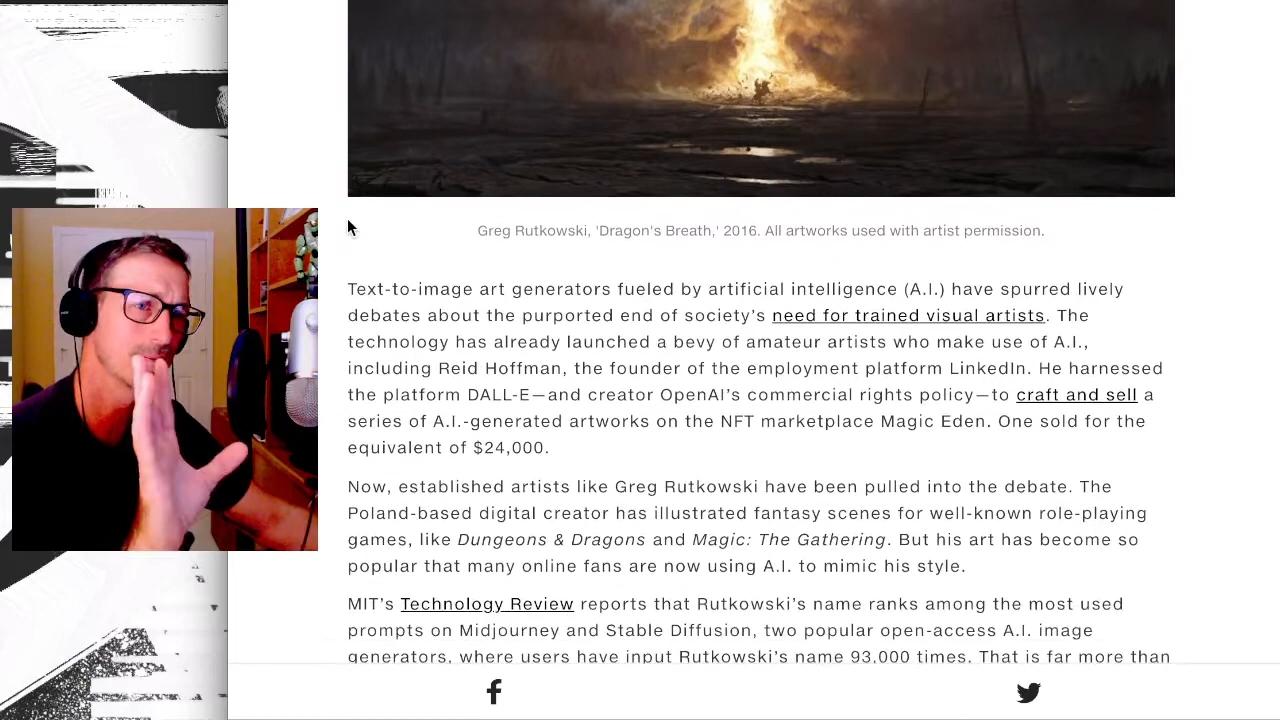 Greg Rutkowski, 'Dragon's Breath,' 2016. All artworks used with artist permission.
Text-to-image art generators fueled by artificial intelligence (A.I.) have spurred lively
debates about the purported end of society's need for trained visual artists. The
technology has already launched a bevy of amateur artists who make use of A.I.,
including Reid Hoffman, the founder of the employment platform LinkedIn. He harnessed
the platform DALL-E—and creator OpenAI's commercial rights policy—to craft and sell a
series of A.I.-generated artworks on the NFT marketplace Magic Eden. One sold for the
equivalent of $24,000.
Now, established artists like Greg Rutkowski have been pulled into the debate. The
Poland-based digital creator has illustrated fantasy scenes for well-known role-playing
games, like Dungeons & Dragons and Magic: The Gathering. But his art has become so
popular that many online fans are now using A.I. to mimic his style.
MIT's Technology Review reports that Rutkowski's name ranks among the most used
prompts on Midjourney and Stable Diffusion, two popular open-access A.I. image
generators, where users have input Rutkowski's name 93,000 times. That is far more than